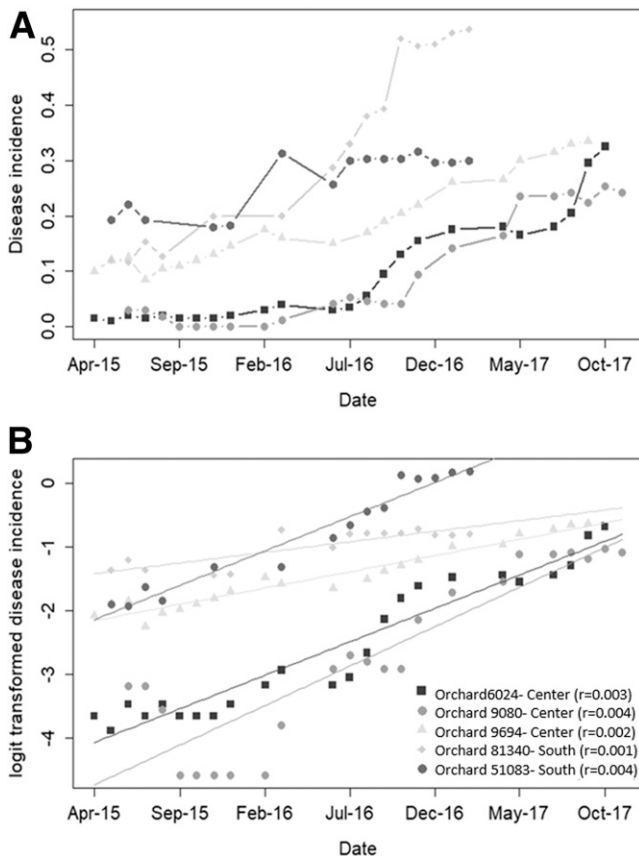 A
Disease incidence
0.5
0.4
0.3
0.2
0.1
0.0
Apr-15 Sep-15 Feb-16 Jul-16 Dec-16 May-17 Oct-17
Date
B
logit transformed disease incidence
0
-1
-2
-3
-4
Orchard6024- Center (r=0.003)
Orchard 9080- Center (r=0.004)
Orchard 9694- Center (r=0.002)
Orchard 81340- South (r=0.001)
Orchard 51083- South (r=0.004)
Apr-15 Sep-15 Feb-16 Jul-16 Dec-16 May-17 Oct-17
Date